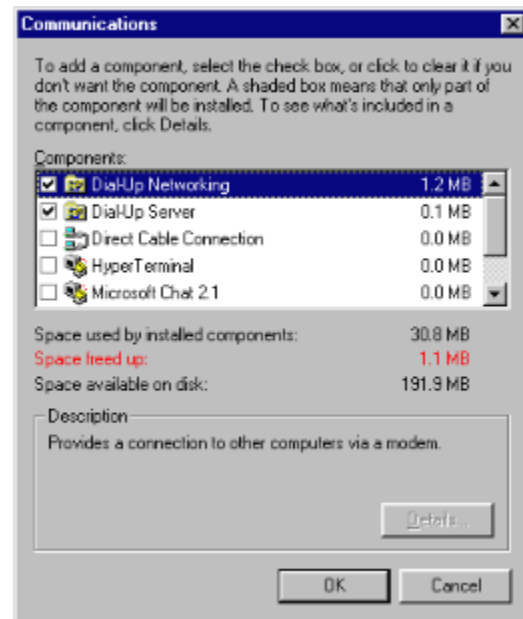 Communications
To add a component, select the check box, or click to clear it if you
don't want the component. A shaded box means that only part of
the component will be installed. To see what's included in a
component, click Details.
Components:
Dial-Up Networking 1.2 MB
Dial-Up Server 0.1 MB
Direct Cable Connection 0.0 MB
HyperTerminal 0.0 MB
Microsoft Chat 2.1 0.0 MB
Space used by installed components: 30.8 MB
Space freed up: 1.1 MB
Space available on disk: 191.9 MB
Description
Provides a connection to other computers via a modem.
Details...
OK Cancel